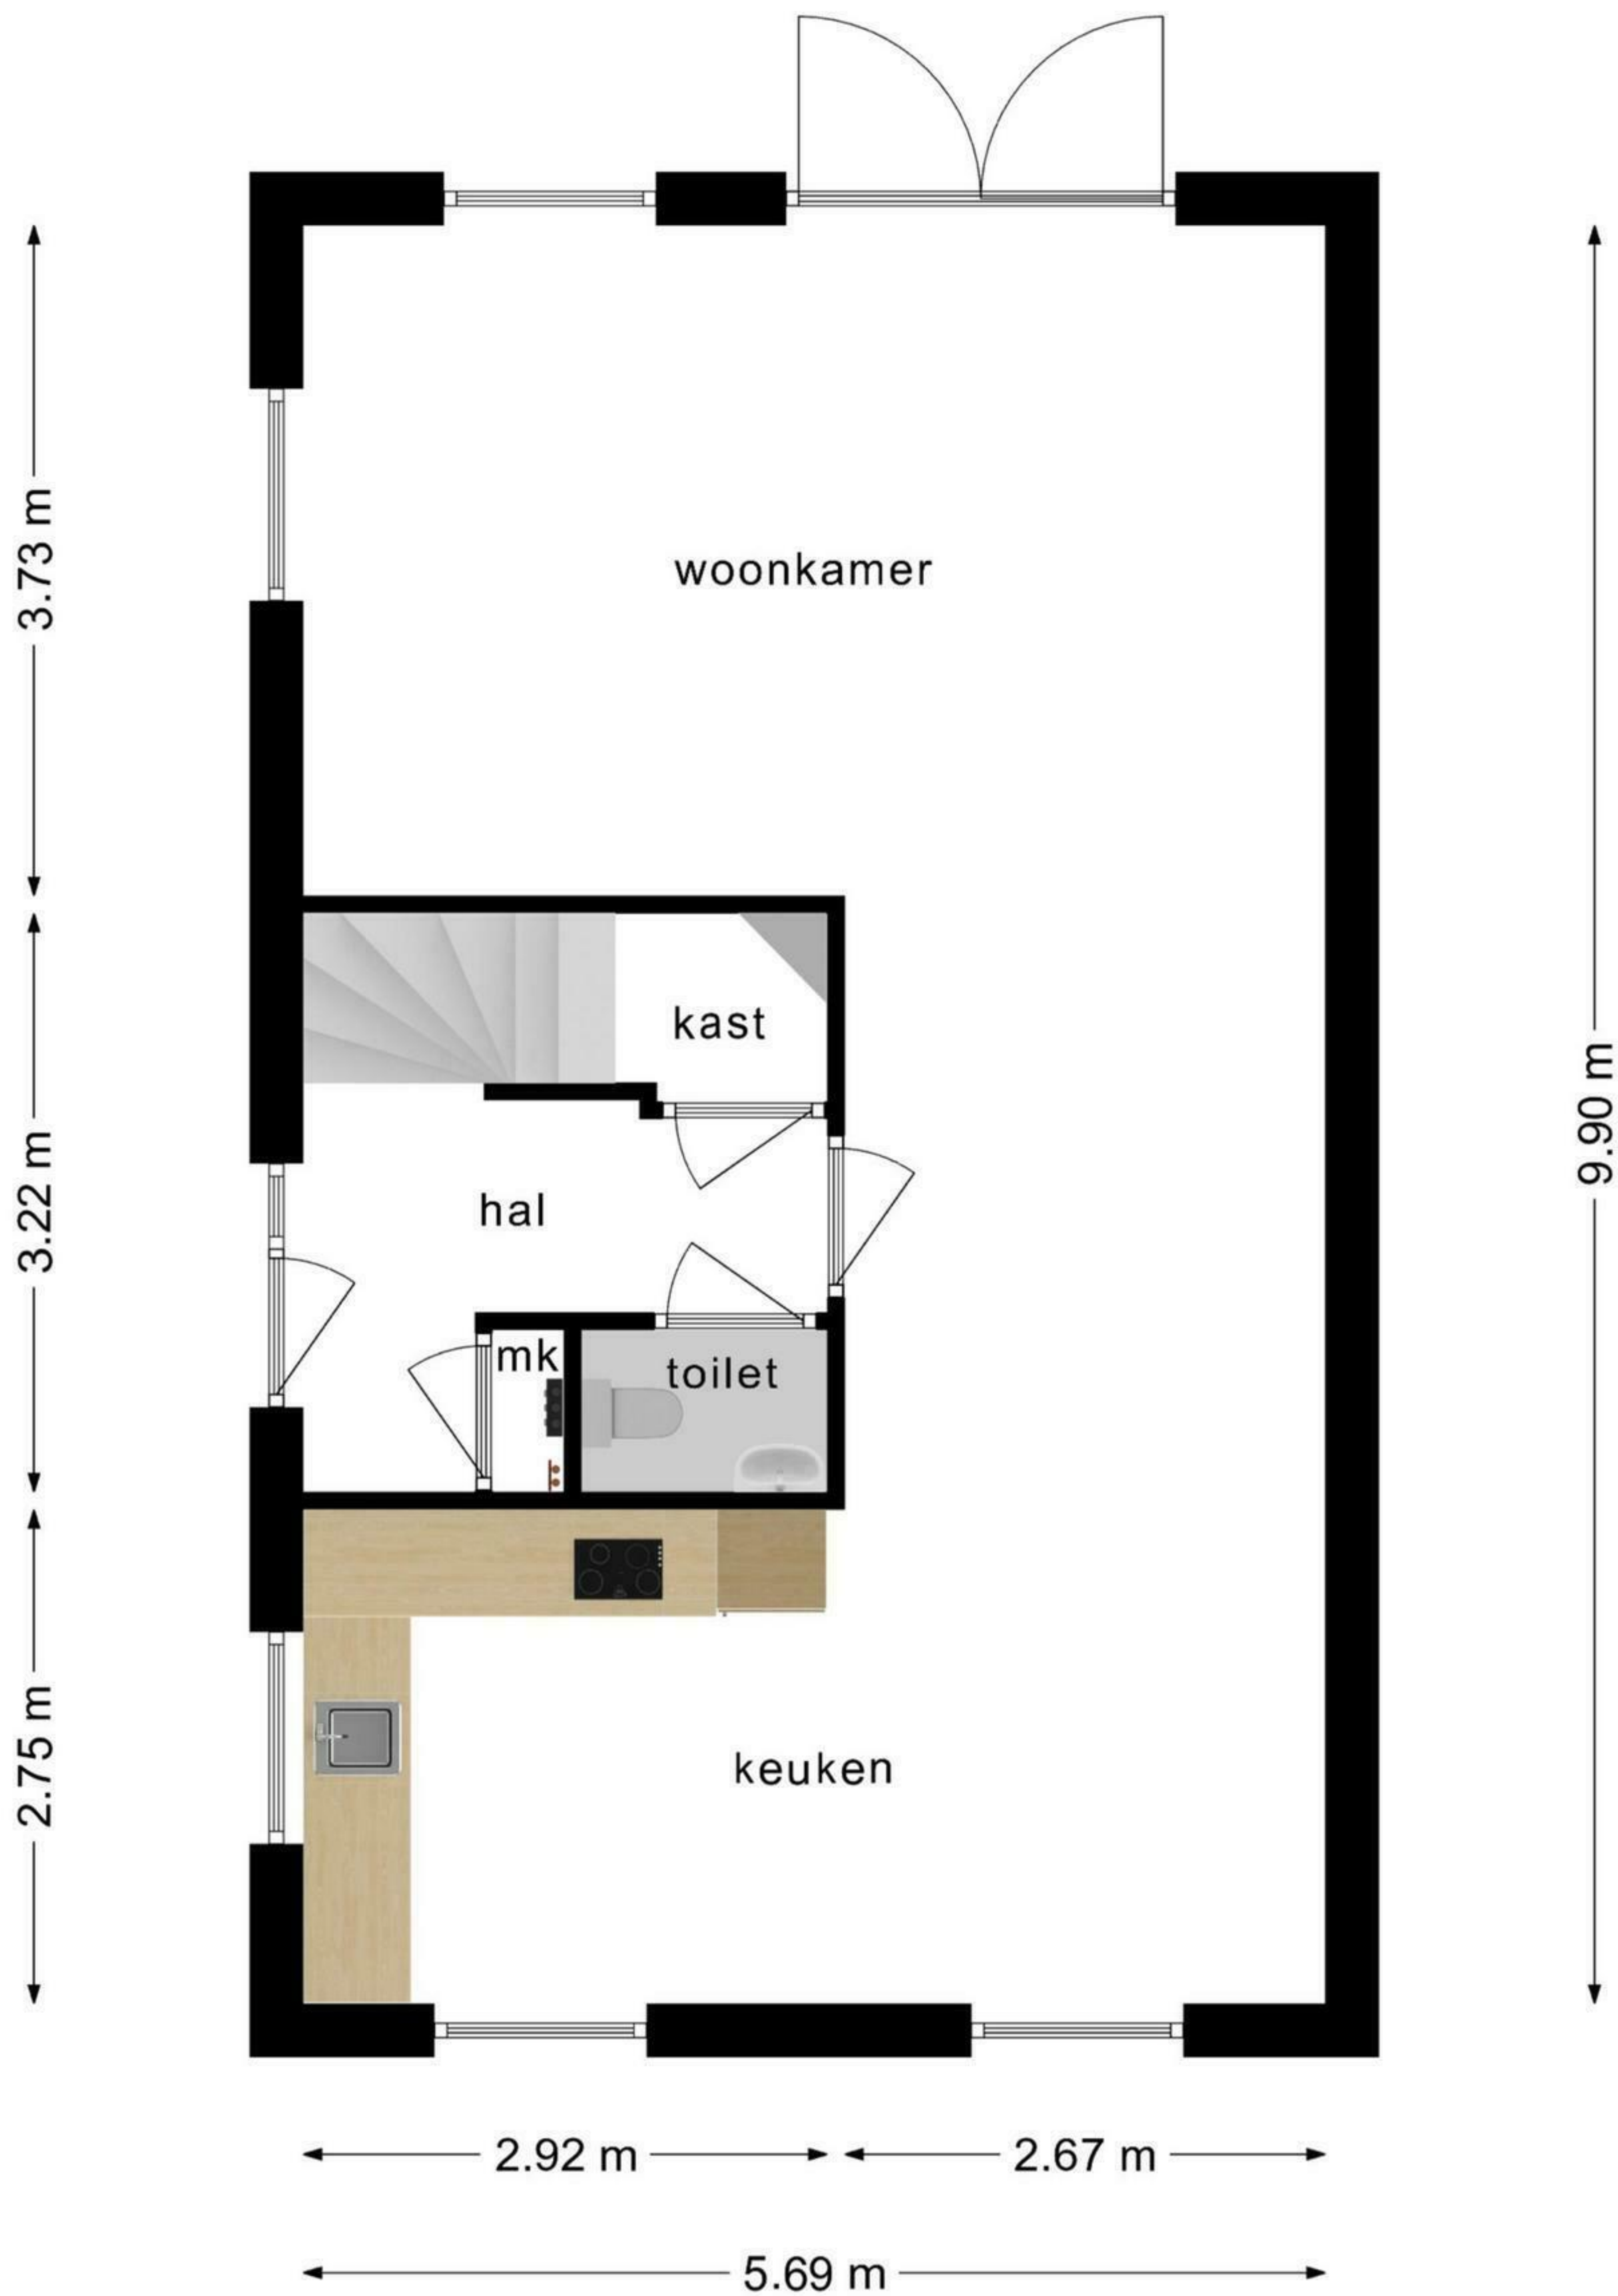 woonkamer
3.73 m
kast
9.90 m
3.22 m
hal
mk
toilet
2.75 m
keuken
2.92 m
2.67 m
5.69 m